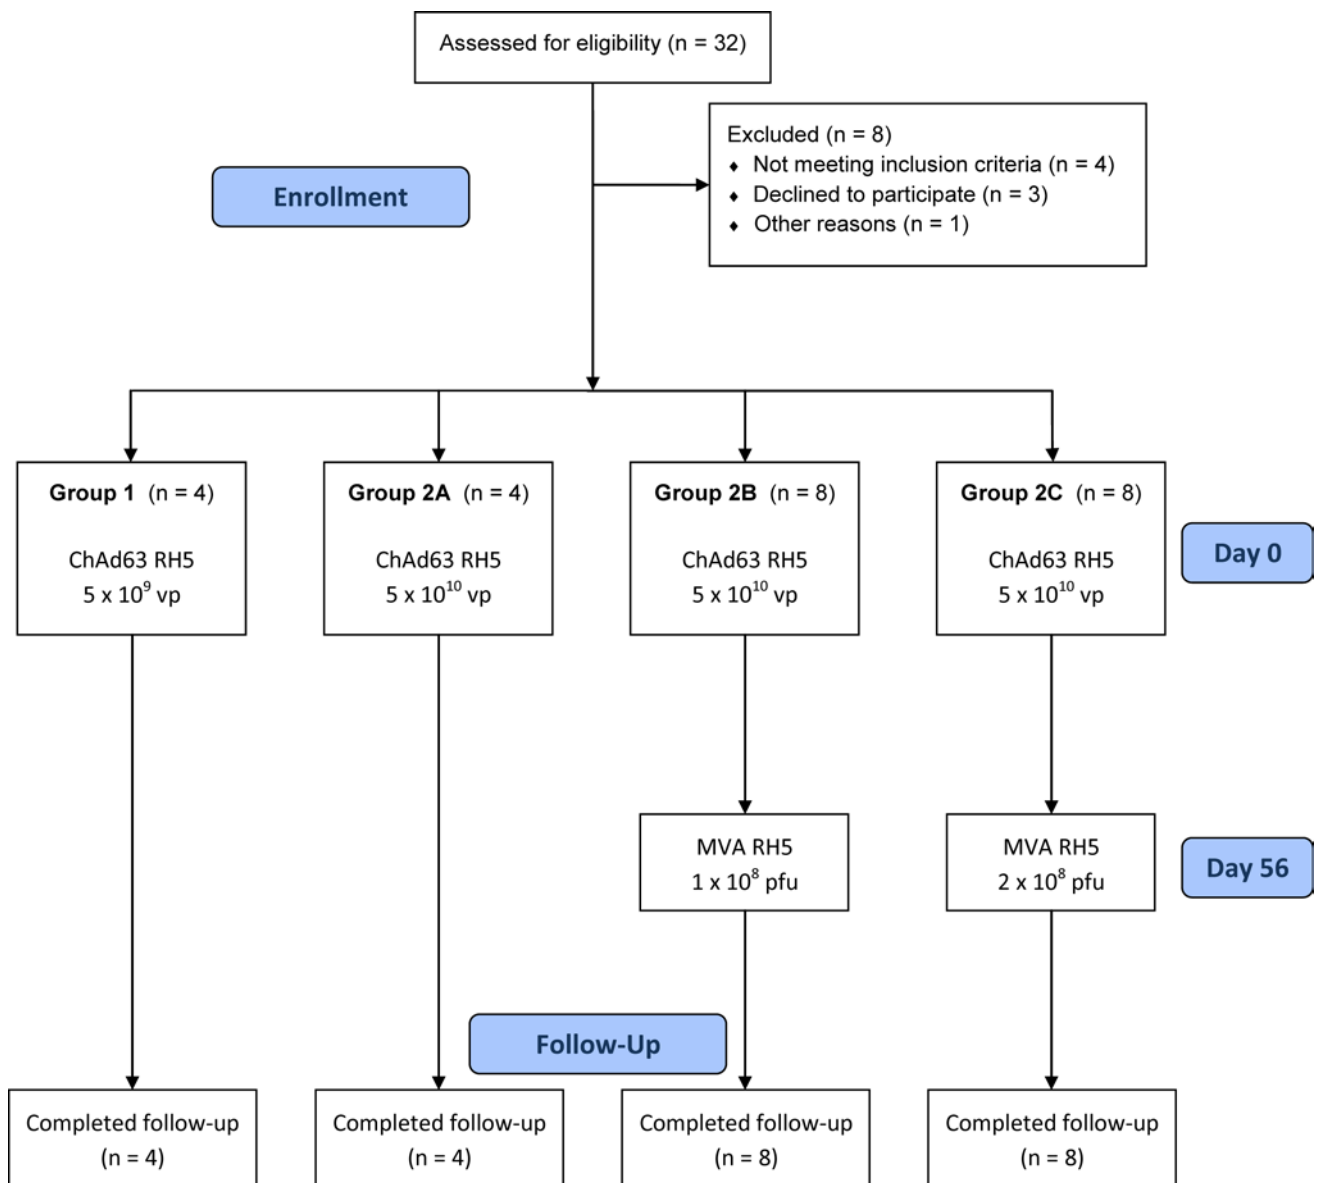 Assessed for eligibility (n = 32)
Excluded (n = 8)
♦ Not meeting inclusion criteria (n = 4)
♦ Declined to participate (n = 3)
♦ Other reasons (n = 1)
Enrollment
Group 1 (n = 4)
ChAd63 RH5
5 x 10⁹ vp
Group 2A (n = 4)
ChAd63 RH5
5 x 10¹⁰ vp
Group 2B (n = 8)
ChAd63 RH5
5 x 10¹⁰ vp
Group 2C (n = 8)
ChAd63 RH5
5 x 10¹⁰ vp
Day 0
MVA RH5
1 x 10⁸ pfu
MVA RH5
2 x 10⁸ pfu
Day 56
Follow-Up
Completed follow-up
(n = 4)
Completed follow-up
(n = 4)
Completed follow-up
(n = 8)
Completed follow-up
(n = 8)